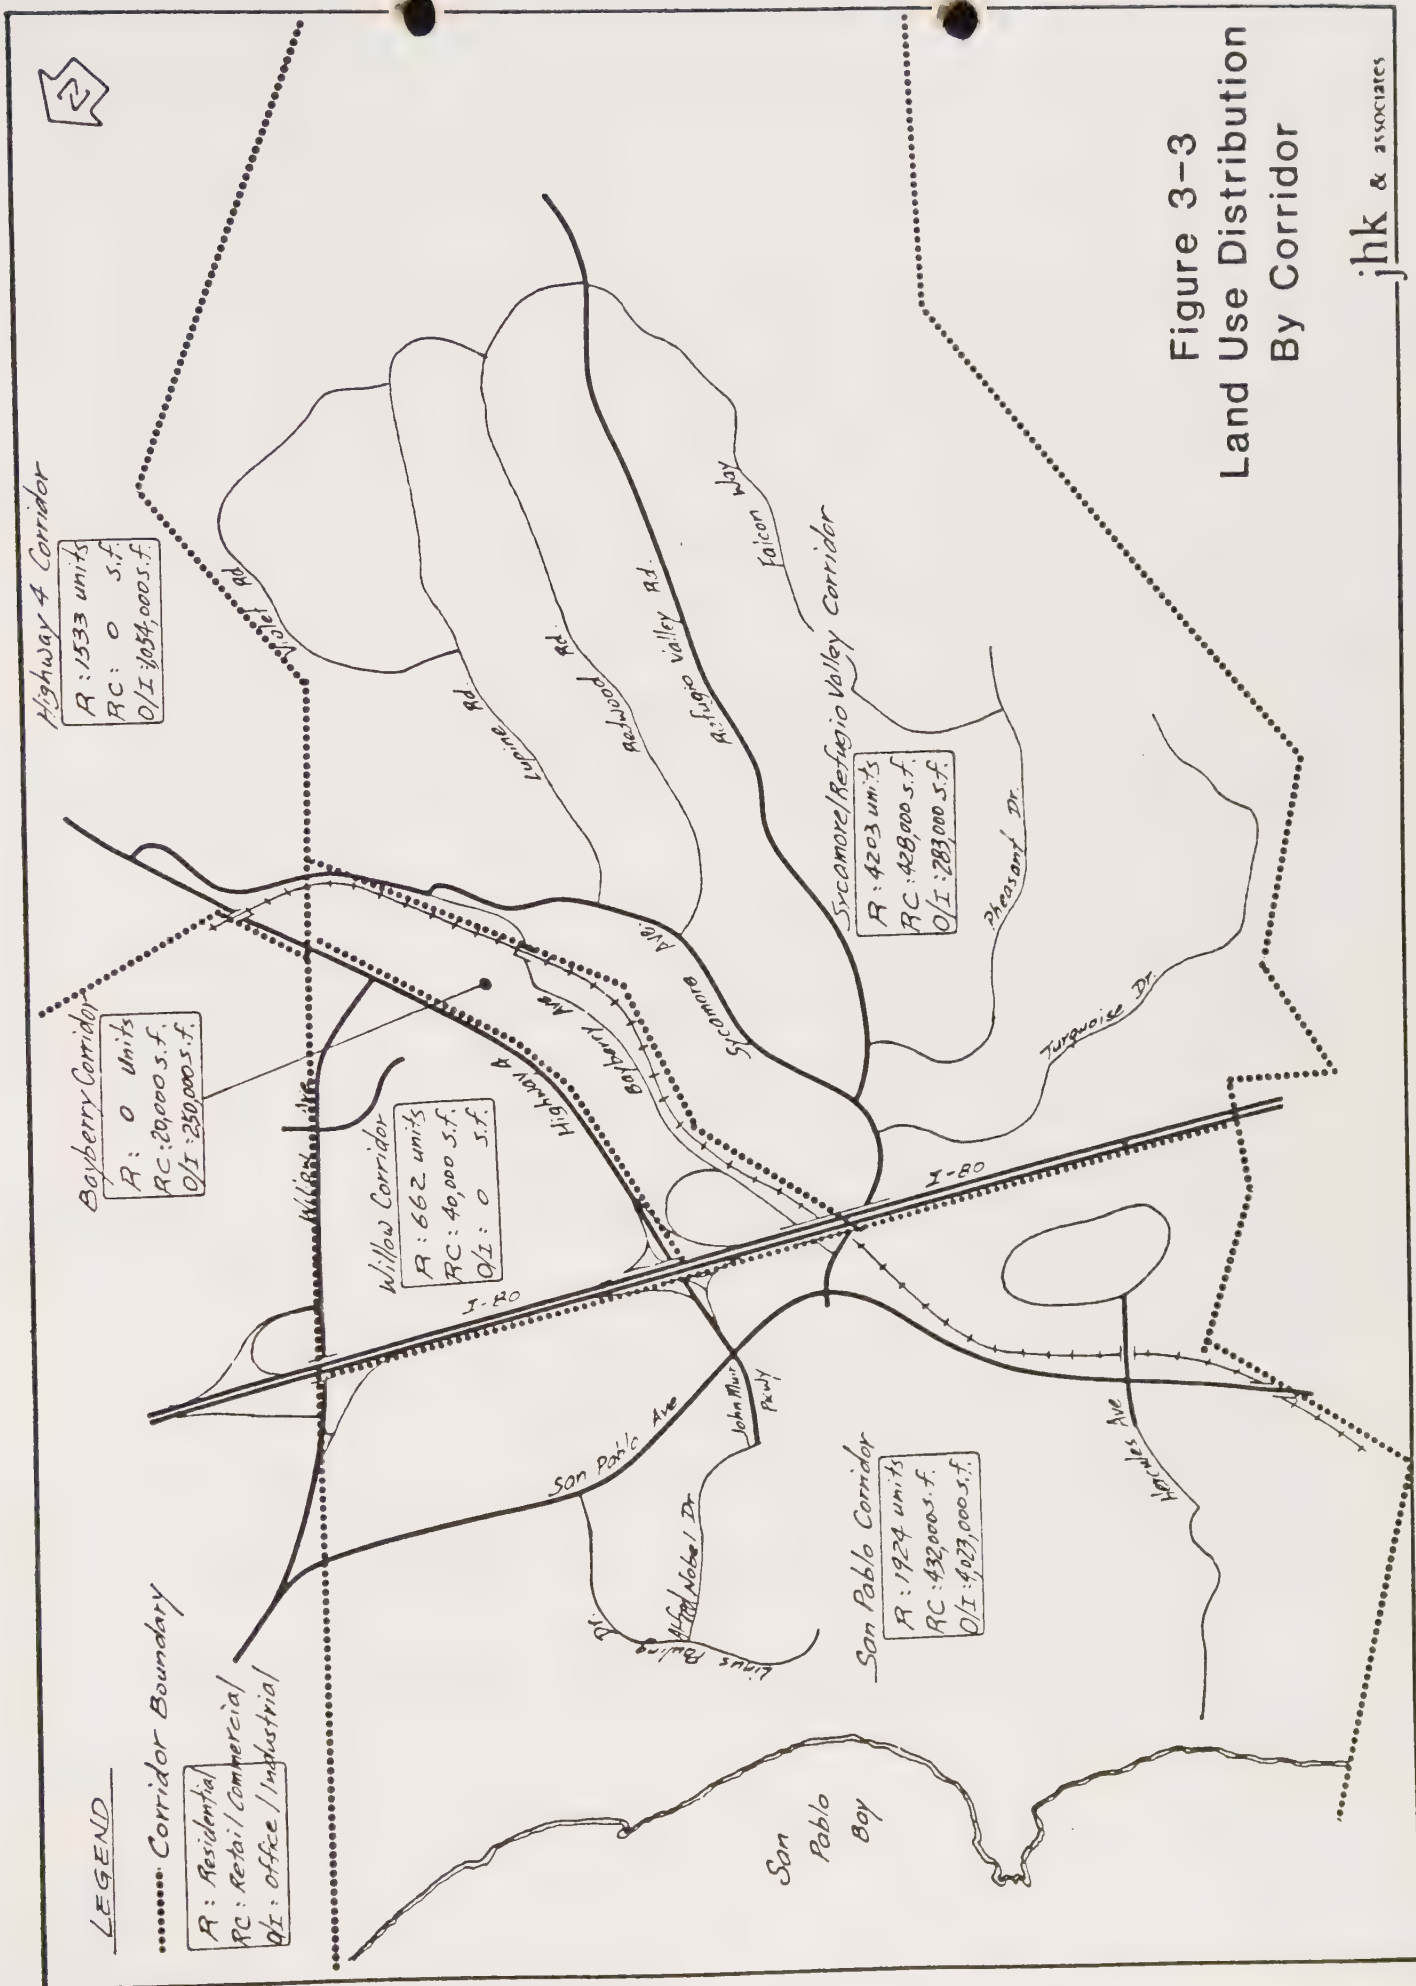 LEGEND
Corridor Boundary
R: Residential
RC: Retail Commercial
O/I: Office/Industrial
Highway 4 Corridor
R: 1533 units
RC: 0 s.f.
O/I: 1,054,000 s.f.
Bayberry Corridor
R: 0 Units
RC: 20,000 s.f.
O/I: 250,000 s.f.
Willow Corridor
R: 662 units
RC: 40,000 s.f.
O/I: 0 s.f.
Sycamore/Refugio Valley Corridor
R: 4203 units
RC: 428,000 s.f.
O/I: 283,000 s.f.
San Pablo Corridor
R: 1924 units
RC: 432,000 s.f.
O/I: 4,023,000 s.f.
Violet Rd
Lupine Rd.
Redwood Rd.
Refugio Valley Rd.
Falcon Way
Pheasant Dr.
Turquoise Dr.
Sycamore Ave.
Bayberry Ave
Highway 4
Willow
I-80
I-80
San Pablo Ave
John Muir
Pkwy
Alfred Nobel Dr
Linus Pauling Dr.
Hercules Ave
San
Pablo
Bay
Figure 3-3
Land Use Distribution
By Corridor
jhk & associates